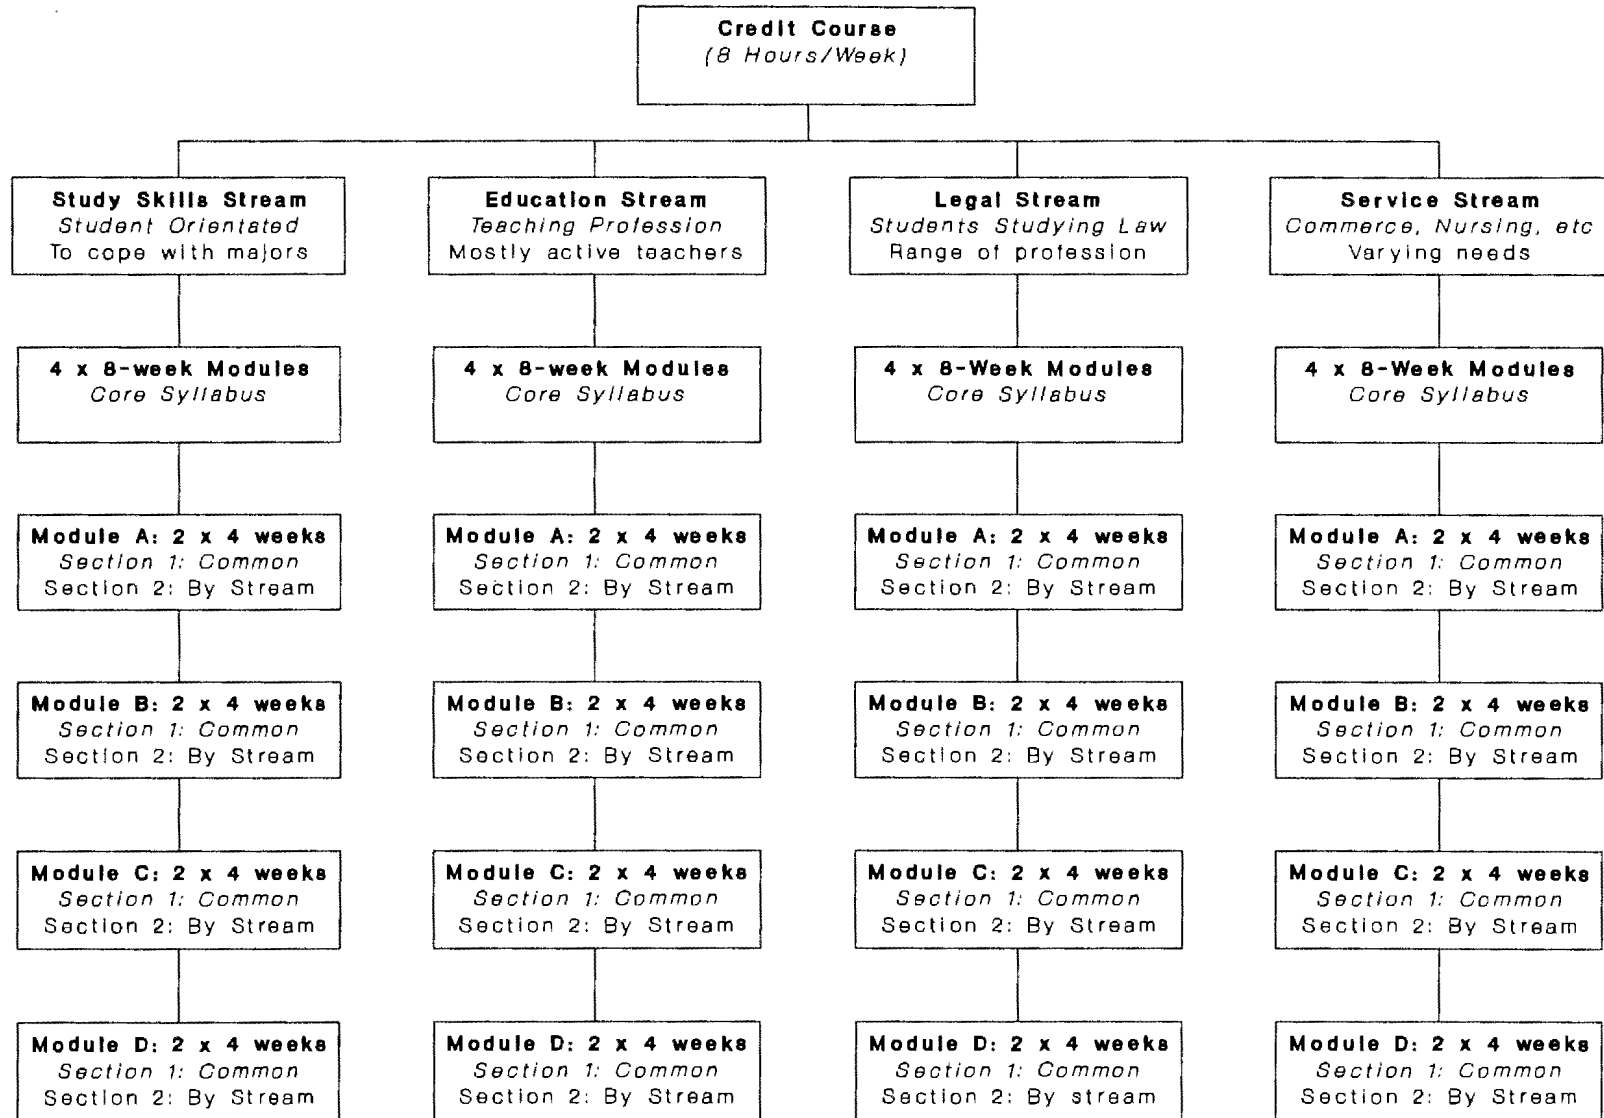 Credit Course
(8 Hours/Week)
Study Skills Stream
Student Orientated
To cope with majors
Education Stream
Teaching Profession
Mostly active teachers
Legal Stream
Students Studying Law
Range of profession
Service Stream
Commerce, Nursing, etc
Varying needs
4 x 8-week Modules
Core Syllabus
4 x 8-week Modules
Core Syllabus
4 x 8-Week Modules
Core Syllabus
4 x 8-Week Modules
Core Syllabus
Module A: 2 x 4 weeks
Section 1: Common
Section 2: By Stream
Module A: 2 x 4 weeks
Section 1: Common
Section 2: By Stream
Module A: 2 x 4 weeks
Section 1: Common
Section 2: By Stream
Module A: 2 x 4 weeks
Section 1: Common
Section 2: By Stream
Module B: 2 x 4 weeks
Section 1: Common
Section 2: By Stream
Module B: 2 x 4 weeks
Section 1: Common
Section 2: By Stream
Module B: 2 x 4 weeks
Section 1: Common
Section 2: By Stream
Module B: 2 x 4 weeks
Section 1: Common
Section 2: By Stream
Module C: 2 x 4 weeks
Section 1: Common
Section 2: By Stream
Module C: 2 x 4 weeks
Section 1: Common
Section 2: By Stream
Module C: 2 x 4 weeks
Section 1: Common
Section 2: By Stream
Module C: 2 x 4 weeks
Section 1: Common
Section 2: By Stream
Module D: 2 x 4 weeks
Section 1: Common
Section 2: By Stream
Module D: 2 x 4 weeks
Section 1: Common
Section 2: By Stream
Module D: 2 x 4 weeks
Section 1: Common
Section 2: By stream
Module D: 2 x 4 weeks
Section 1: Common
Section 2: By Stream